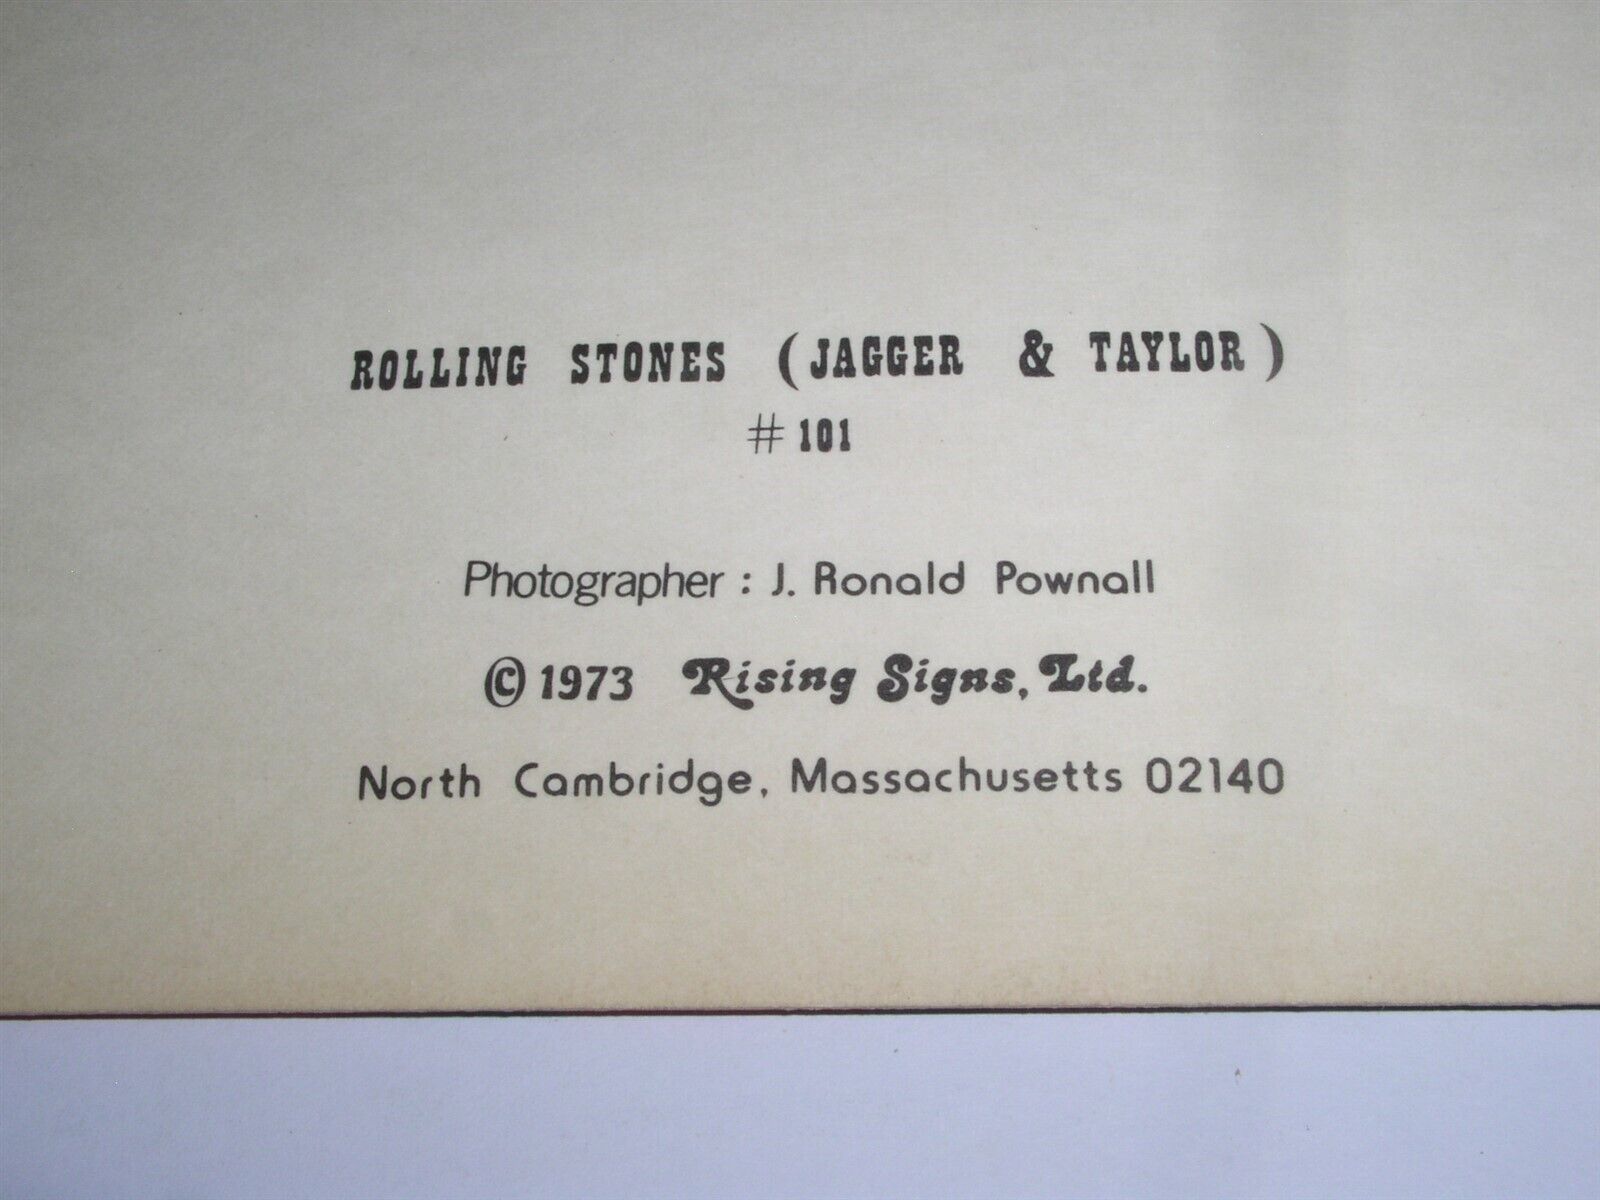 ROLLING STONES (JAGGER & TAYLOR)
# 101
Photographer : J. Ronald Pownall
© 1973 Rising Signs, Ltd.
North Cambridge, Massachusetts 02140